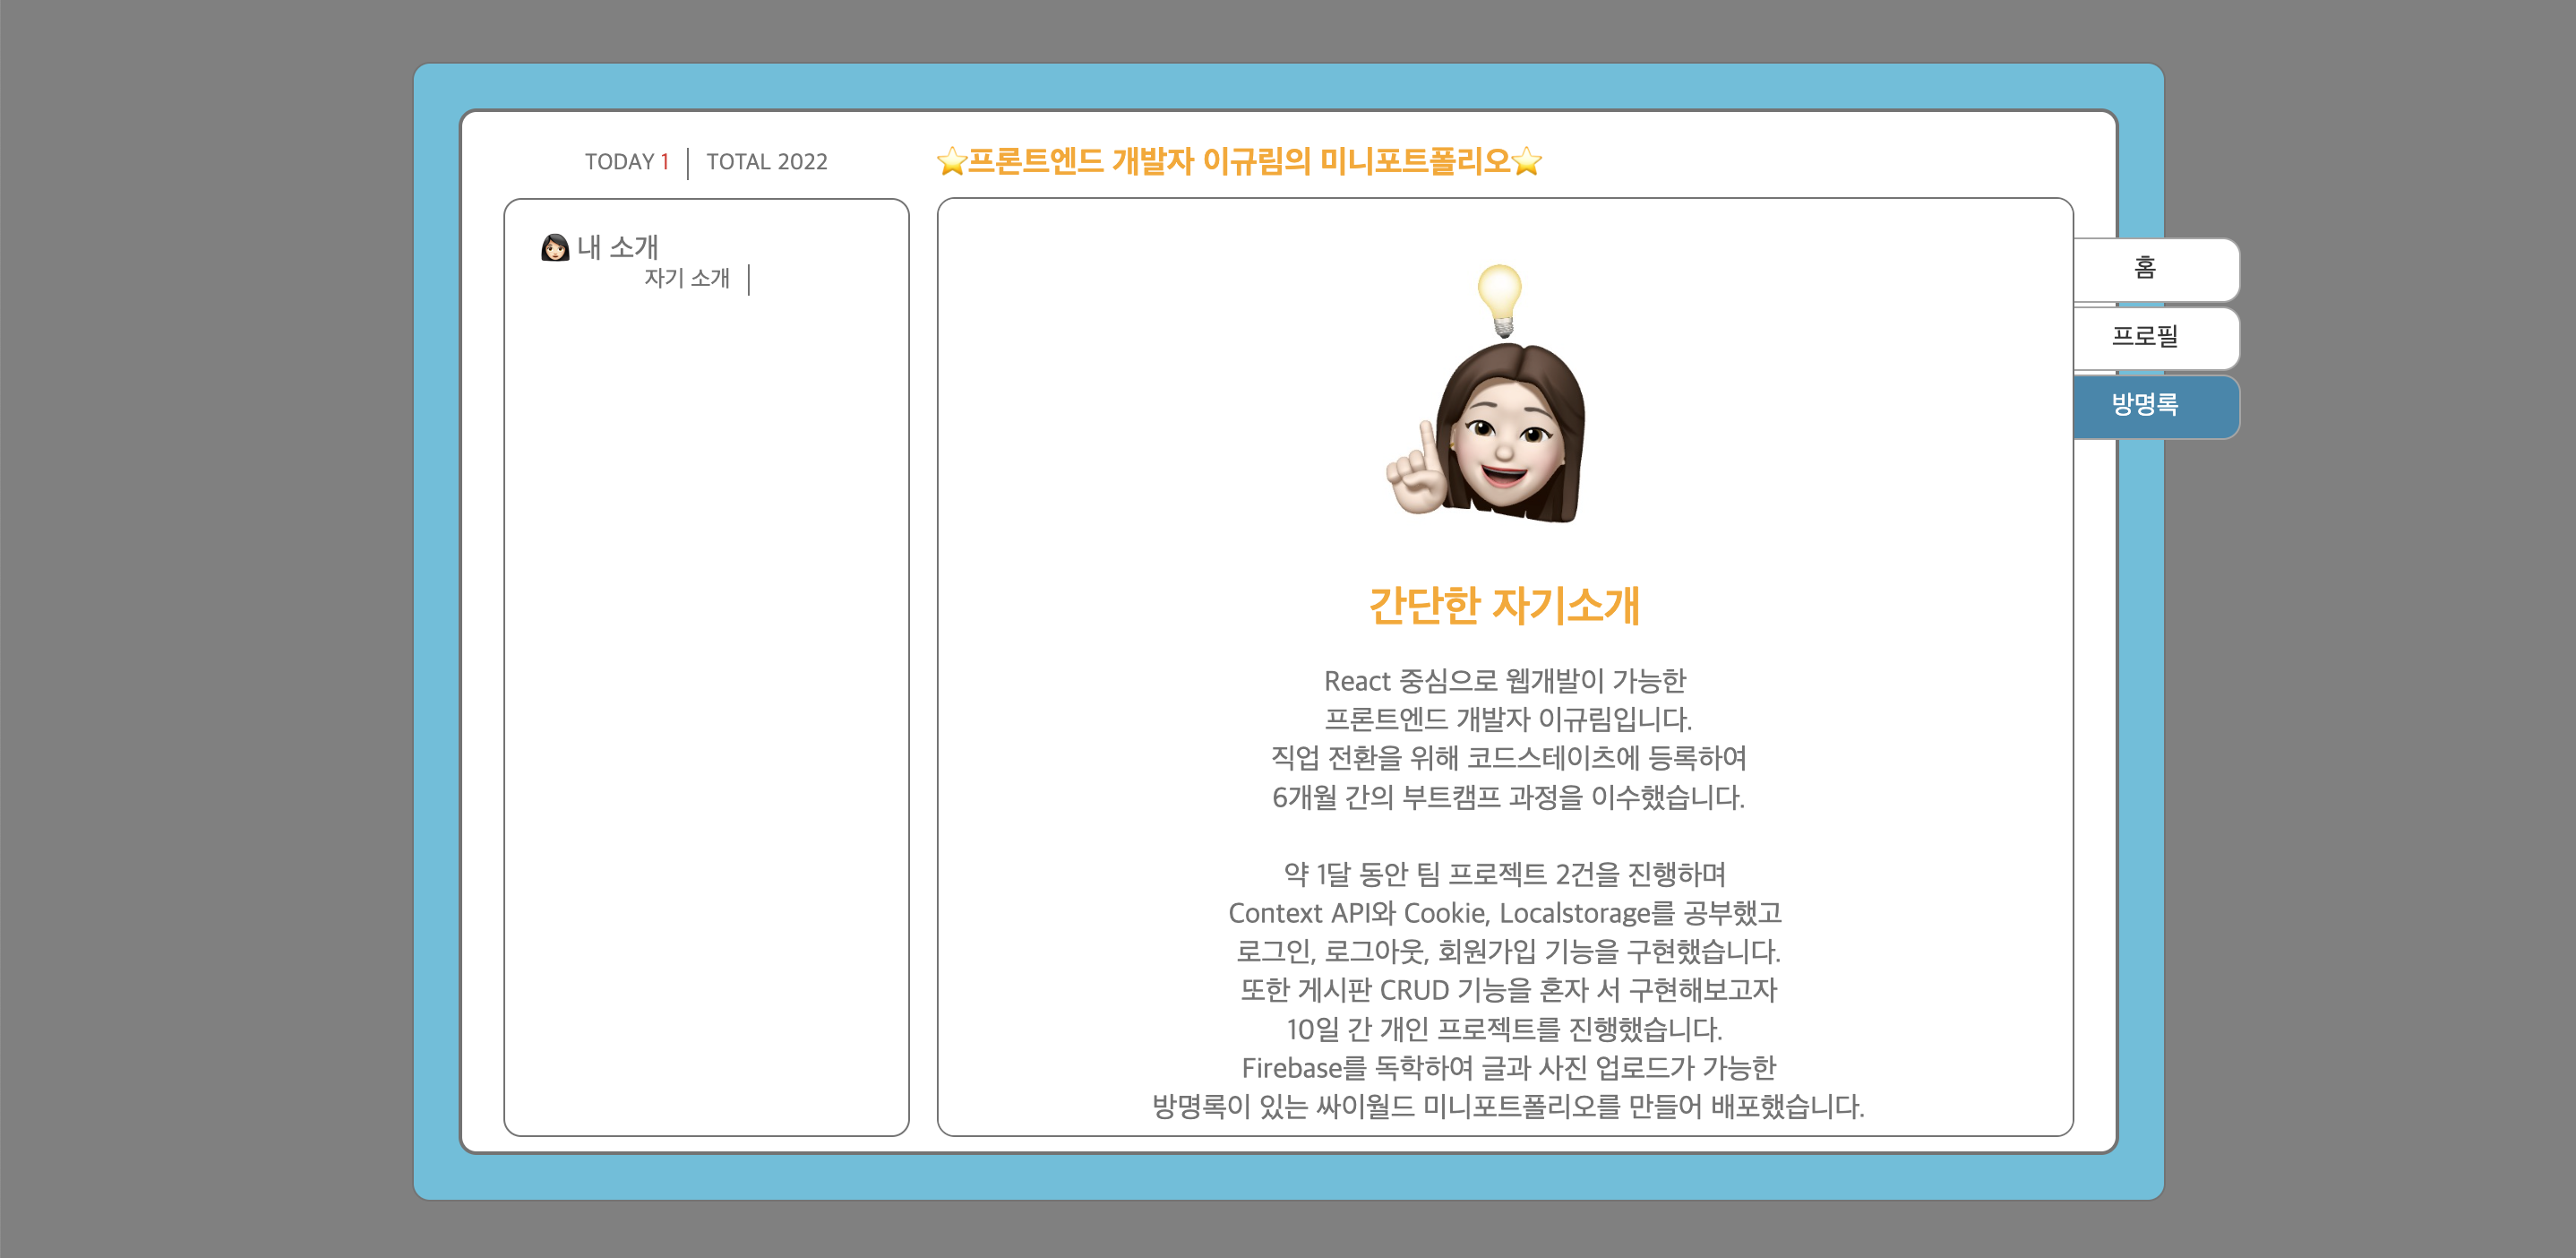 TODAY 1 | TOTAL 2022
⭐프론트엔드 개발자 이규림의 미니포트폴리오⭐
👩🏻 내 소개
자기 소개 |
홈
프로필
방명록
간단한 자기소개
React 중심으로 웹개발이 가능한
프론트엔드 개발자 이규림입니다.
직업 전환을 위해 코드스테이츠에 등록하여
6개월 간의 부트캠프 과정을 이수했습니다.
약 1달 동안 팀 프로젝트 2건을 진행하며
Context API와 Cookie, Localstorage를 공부했고
로그인, 로그아웃, 회원가입 기능을 구현했습니다.
또한 게시판 CRUD 기능을 혼자 서 구현해보고자
10일 간 개인 프로젝트를 진행했습니다.
Firebase를 독학하여 글과 사진 업로드가 가능한
방명록이 있는 싸이월드 미니포트폴리오를 만들어 배포했습니다.